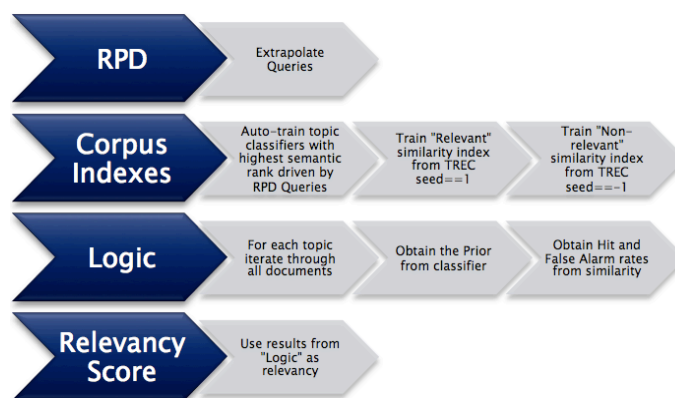 RPD
Extrapolate
Queries
Corpus
Indexes
Auto-train topic
classifiers with
highest semantic
rank driven by
RPD Queries
Train "Relevant"
similarity index
from TREC
seed==1
Train "Non-
relevant"
similarity index
from TREC
seed==-1
Logic
For each topic
iterate through
all documents
Obtain the Prior
from classifier
Obtain Hit and
False Alarm rates
from similarity
Relevancy
Score
Use results from
"Logic" as
relevancy